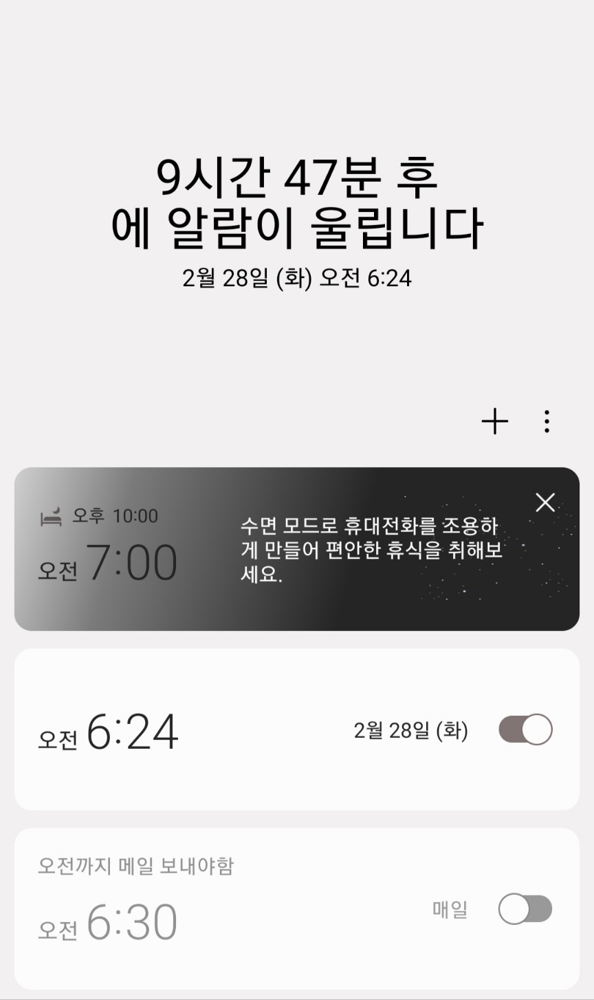 9시간 47분 후
에 알람이 울립니다
2월 28일 (화) 오전 6:24
오후 10:00
오전 7:00
수면 모드로 휴대전화를 조용하
게 만들어 편안한 휴식을 취해보
세요.
오전 6:24
2월 28일 (화)
오전까지 메일 보내야함
오전 6:30
매일